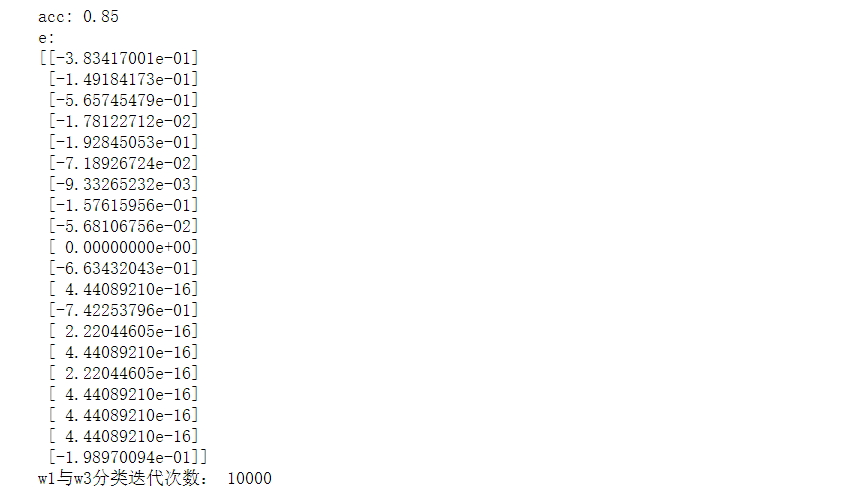 acc: 0.85
e:
[[-3.83417001e-01]
[-1.49184173e-01]
[-5.65745479e-01]
[-1.78122712e-02]
[-1.92845053e-01]
[-7.18926724e-02]
[-9.33265232e-03]
[-1.57615956e-01]
[-5.68106756e-02]
[ 0.00000000e+00]
[-6.63432043e-01]
[ 4.44089210e-16]
[-7.42253796e-01]
[ 2.22044605e-16]
[ 4.44089210e-16]
[ 2.22044605e-16]
[ 4.44089210e-16]
[ 4.44089210e-16]
[ 4.44089210e-16]
[-1.98970094e-01]]
w1与w3分类迭代次数： 10000